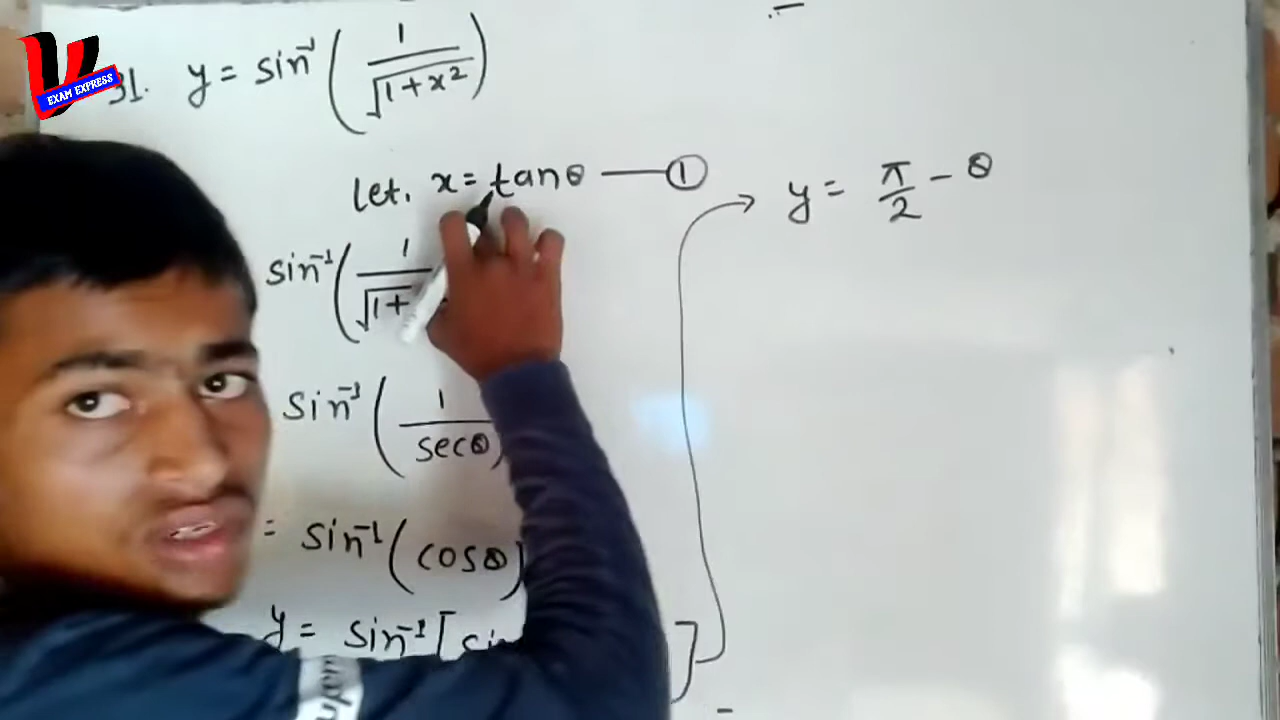 EXAM EXPRESS
31. y = sin⁻¹ ( 1 / √1+x² )
let. x = tanθ —— ①
sin⁻¹ ( 1 / √1+
sin⁻¹ ( 1 / secθ )
= sin⁻¹ ( cosθ )
y = sin⁻¹ [ sin
y = π/2 - θ